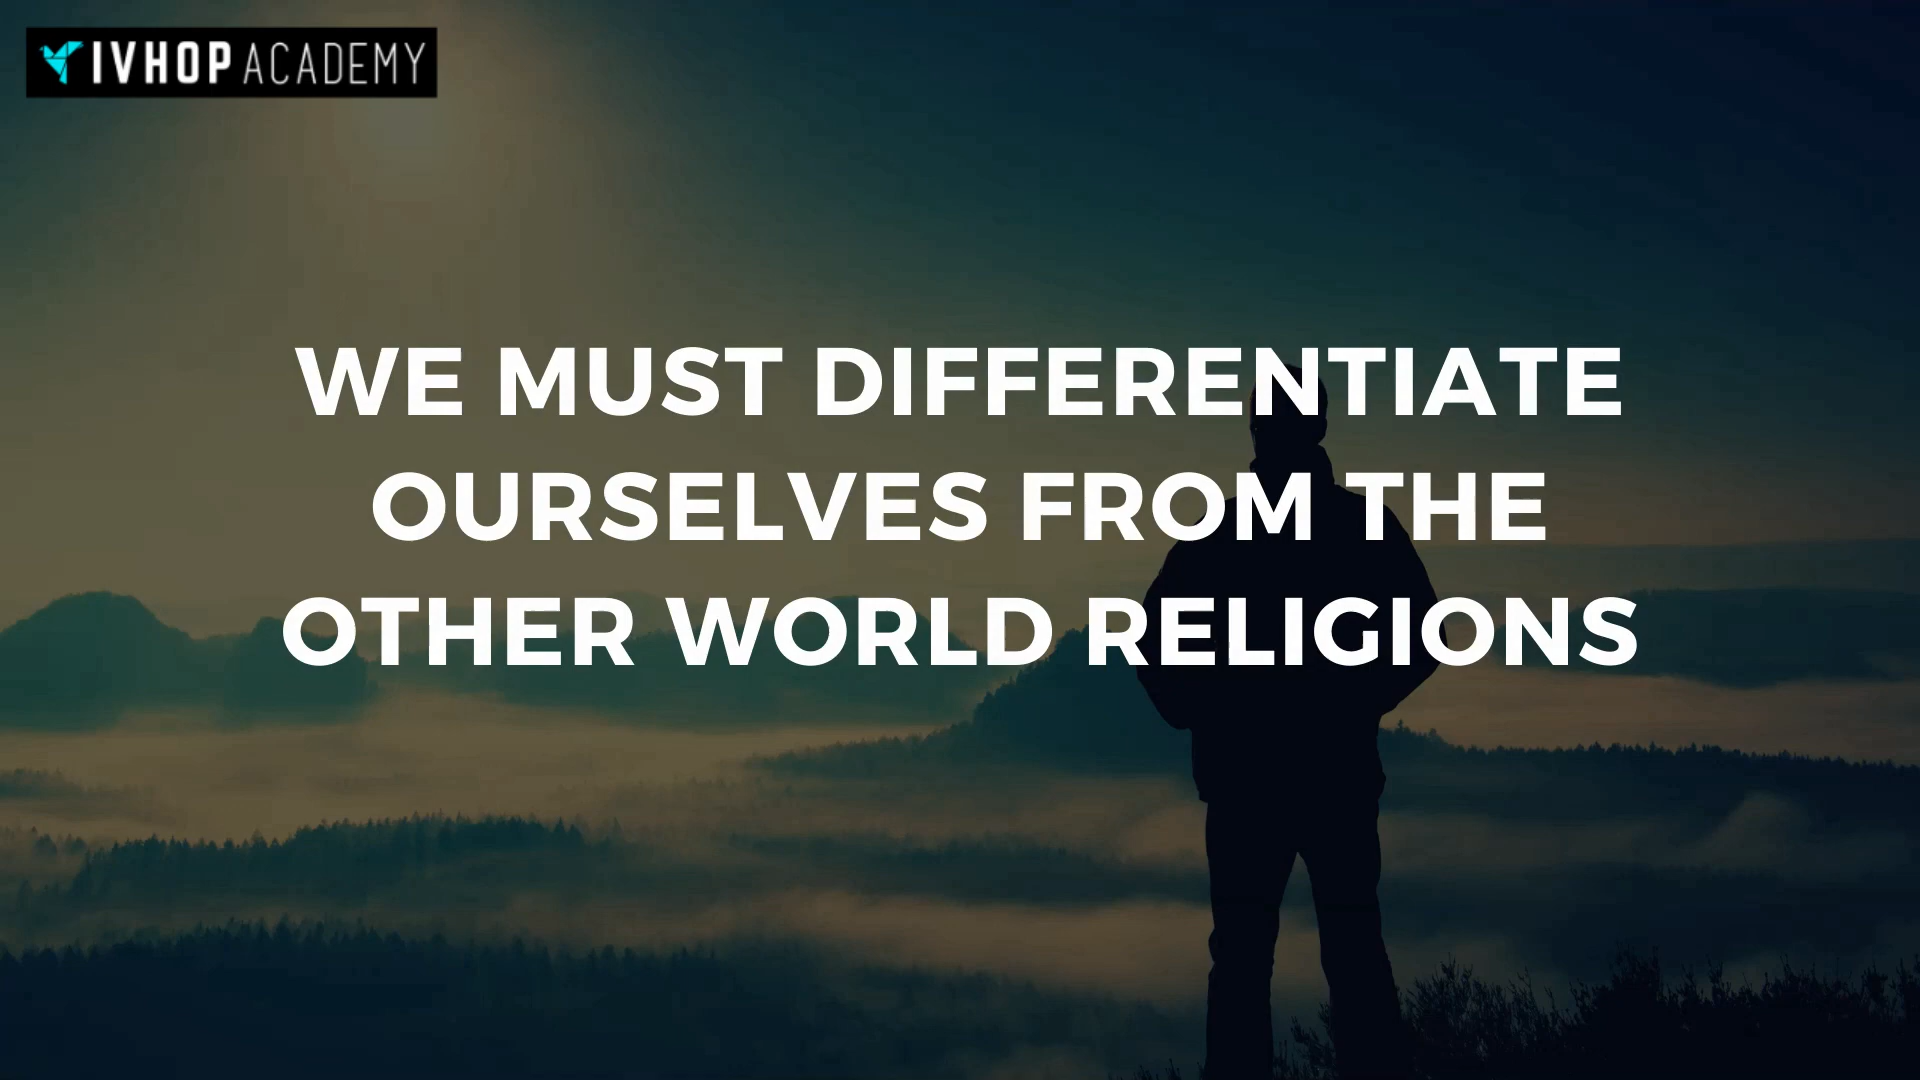 IVHOP ACADEMY
WE MUST DIFFERENTIATE
OURSELVES FROM THE
OTHER WORLD RELIGIONS